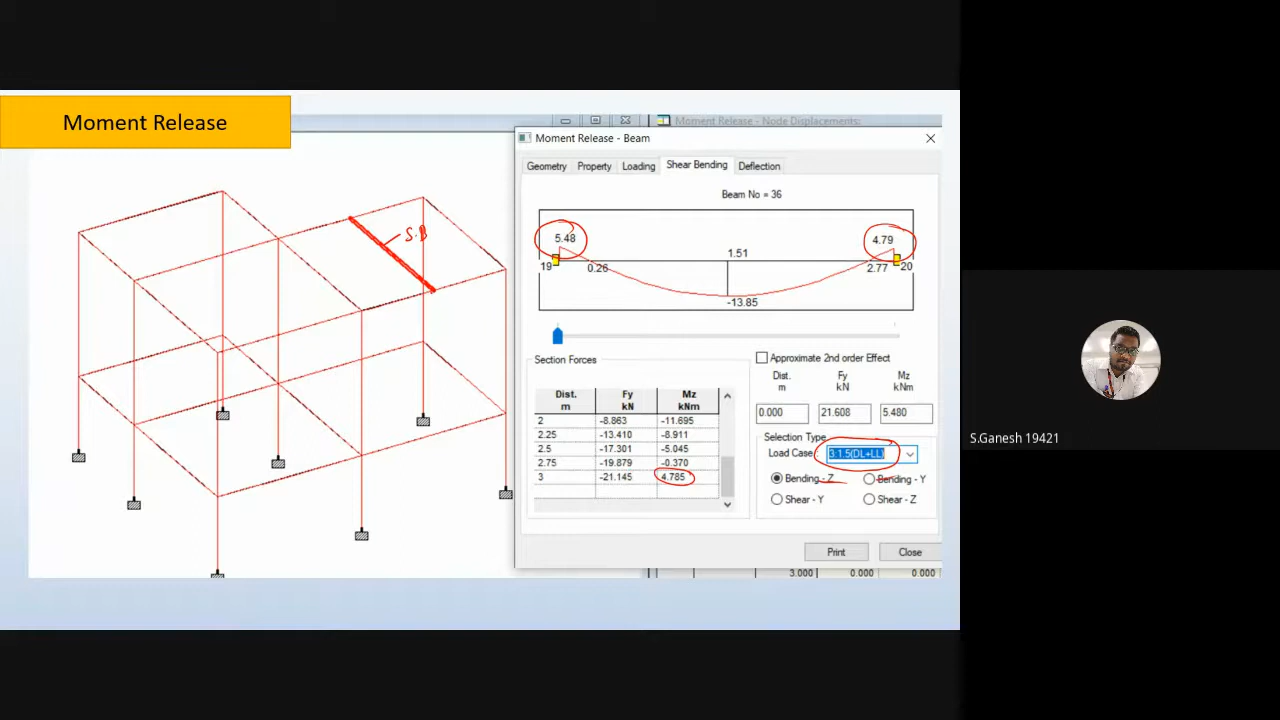 Moment Release
Moment Release - Node Displacements:
Moment Release - Beam
Geometry Property Loading Shear Bending Deflection
Beam No = 36
S.B
5.48 4.79
1.51
19 0.26 2.77 20
-13.85
Section Forces
Approximate 2nd order Effect
Dist. Fy Mz
m kN kNm
2 -8.863 -11.695
2.25 -13.410 -8.911
2.5 -17.301 -5.045
2.75 -19.879 -0.370
3 -21.145 4.785
Dist. Fy Mz
m kN kNm
0.000 21.608 5.480
Selection Type
Load Case : 3:1.5(DL+LL)
Bending - Z Bending - Y
Shear - Y Shear - Z
Print Close
3.000 0.000 0.000
S.Ganesh 19421